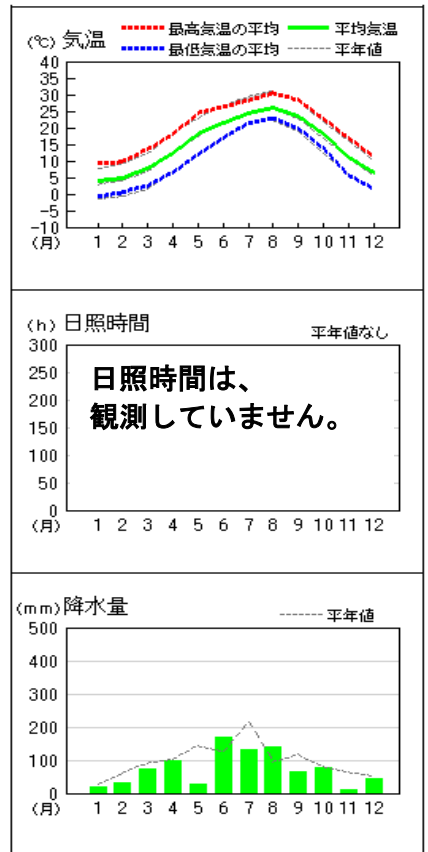 (℃) 気温 最高気温の平均 平均気温
最低気温の平均 平年値
40
35
30
25
20
15
10
5
0
-5
-10
(月) 1 2 3 4 5 6 7 8 9 10 11 12
(h) 日照時間 平年値なし
300
250
200
150
100
50
0
日照時間は、
観測していません。
(月) 1 2 3 4 5 6 7 8 9 10 11 12
(mm) 降水量 平年値
500
400
300
200
100
0
(月) 1 2 3 4 5 6 7 8 9 10 11 12